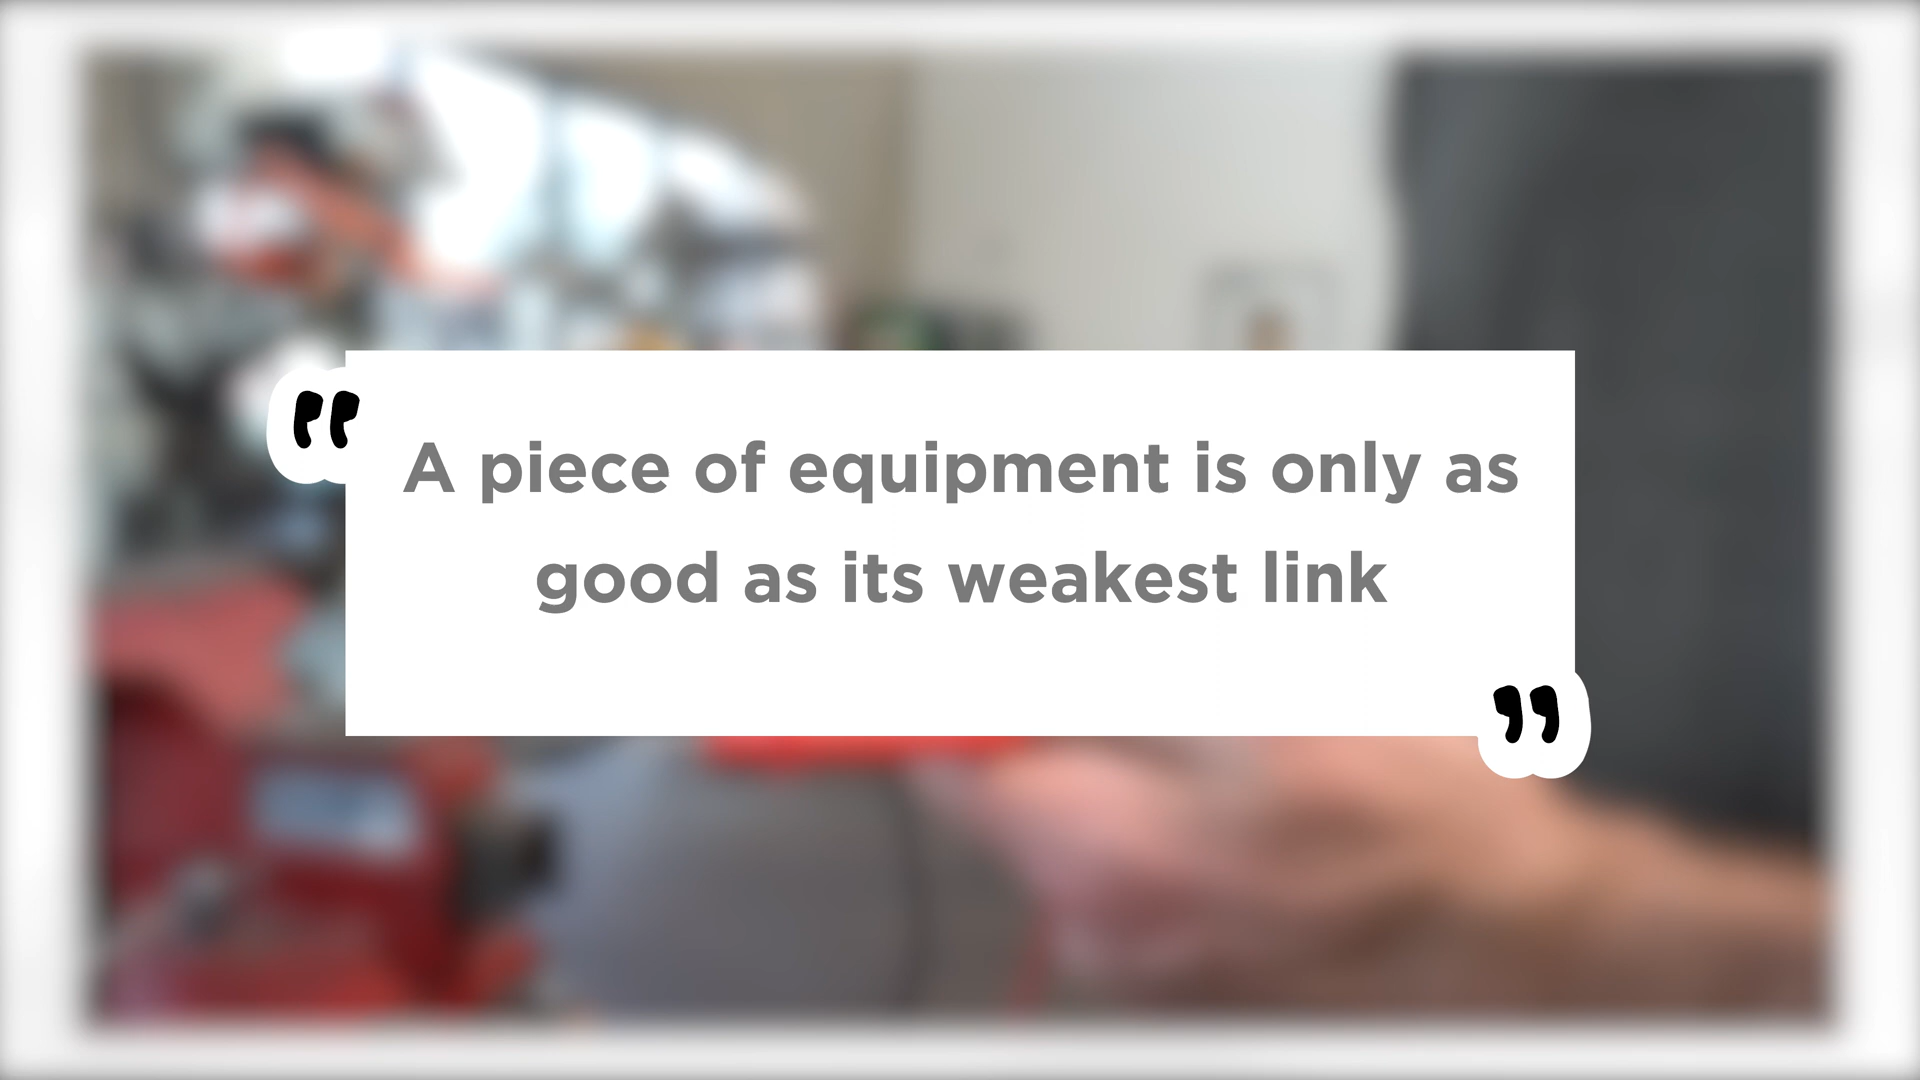 “A piece of equipment is only as
good as its weakest link”